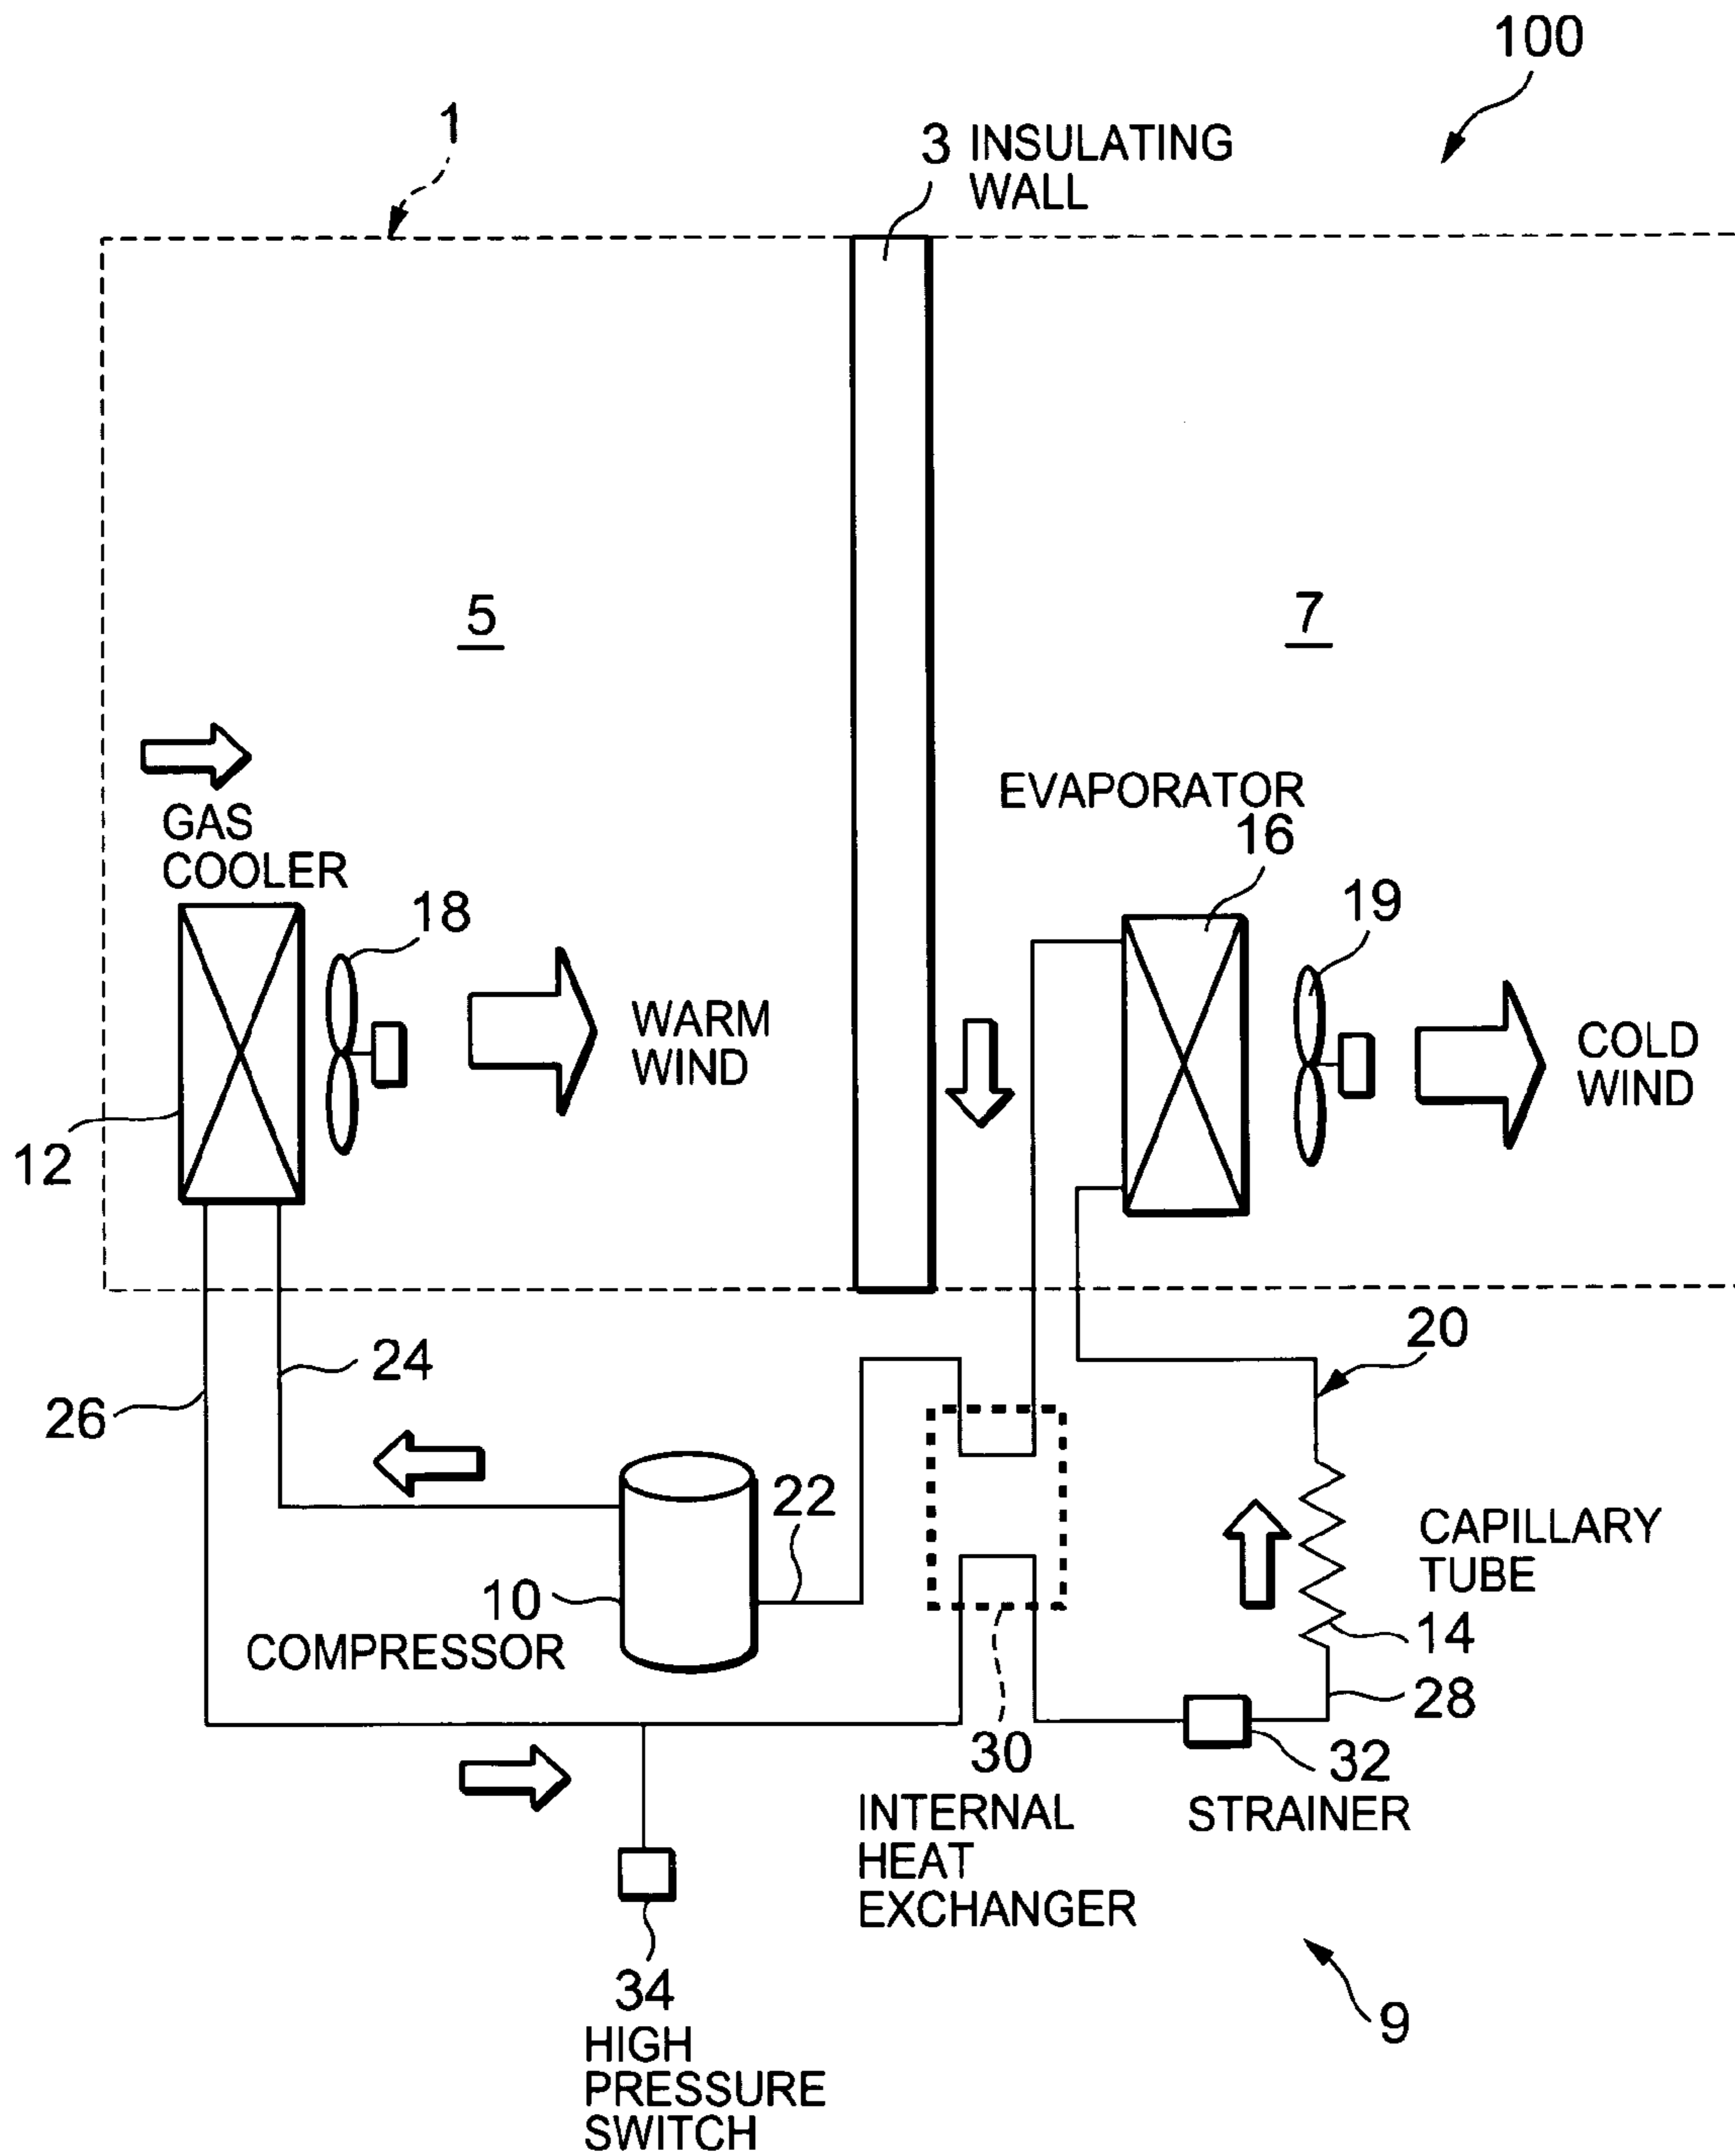 100
1
3 INSULATING
WALL
5
7
GAS
COOLER
EVAPORATOR
16
18
19
WARM
WIND
COLD
WIND
12
20
24
26
22
CAPILLARY
TUBE
10
COMPRESSOR
14
28
30
32
INTERNAL
HEAT
EXCHANGER
STRAINER
34
HIGH
PRESSURE
SWITCH
9